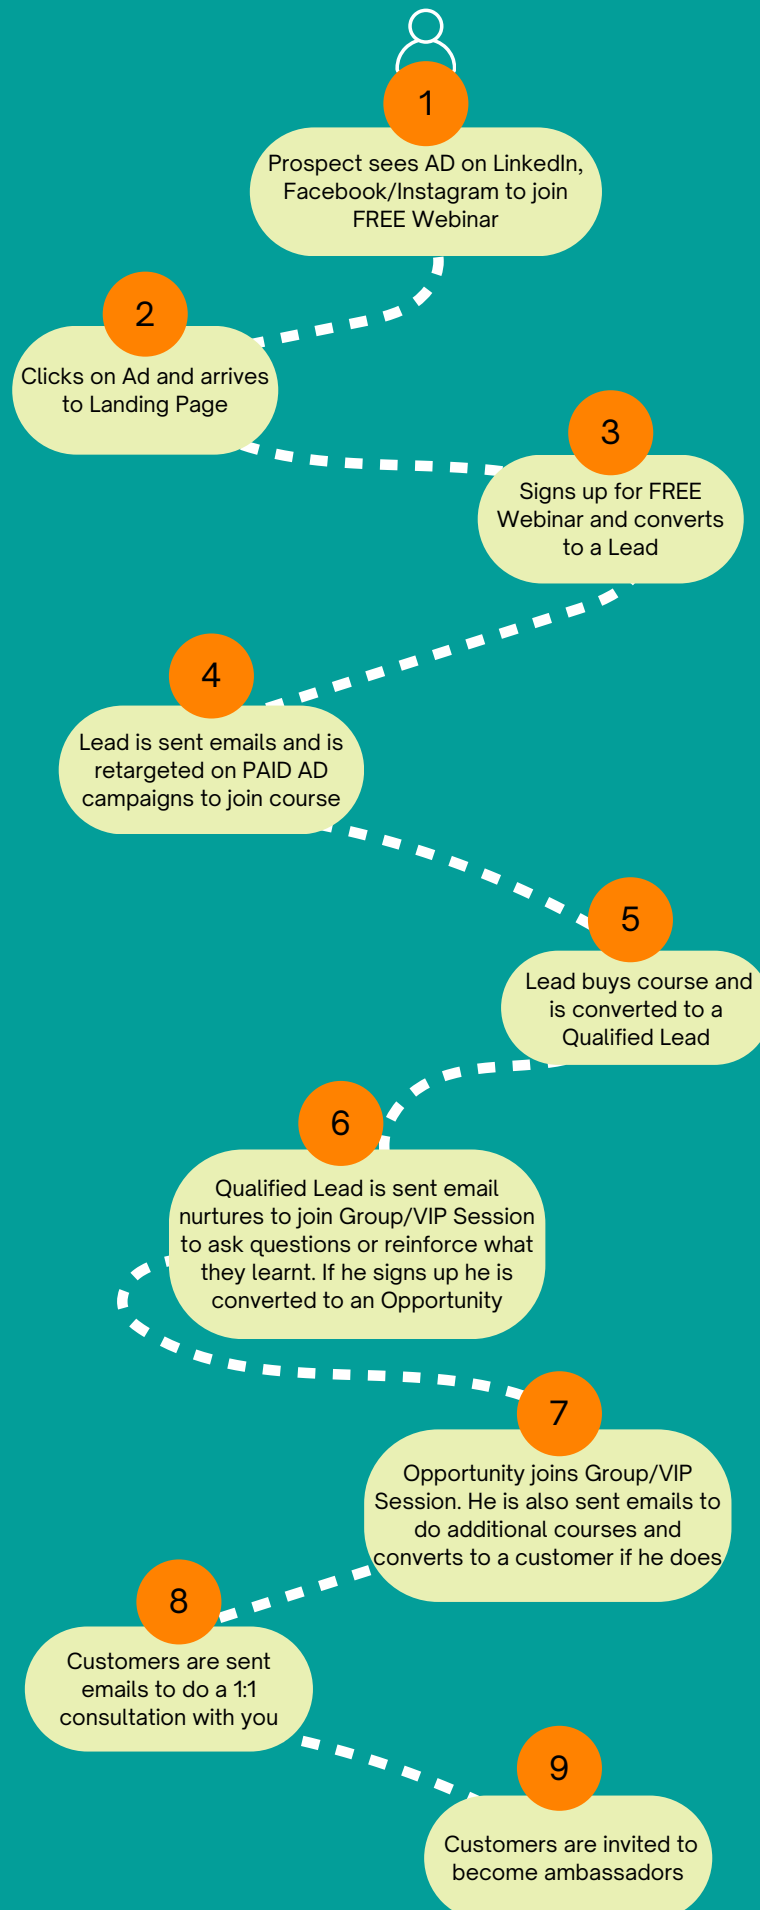 1
Prospect sees AD on LinkedIn,
Facebook/Instagram to join
FREE Webinar
2
Clicks on Ad and arrives
to Landing Page
3
Signs up for FREE
Webinar and converts
to a Lead
4
Lead is sent emails and is
retargeted on PAID AD
campaigns to join course
5
Lead buys course and
is converted to a
Qualified Lead
6
Qualified Lead is sent email
nurtures to join Group/VIP Session
to ask questions or reinforce what
they learnt. If he signs up he is
converted to an Opportunity
7
Opportunity joins Group/VIP
Session. He is also sent emails to
do additional courses and
converts to a customer if he does
8
Customers are sent
emails to do a 1:1
consultation with you
9
Customers are invited to
become ambassadors